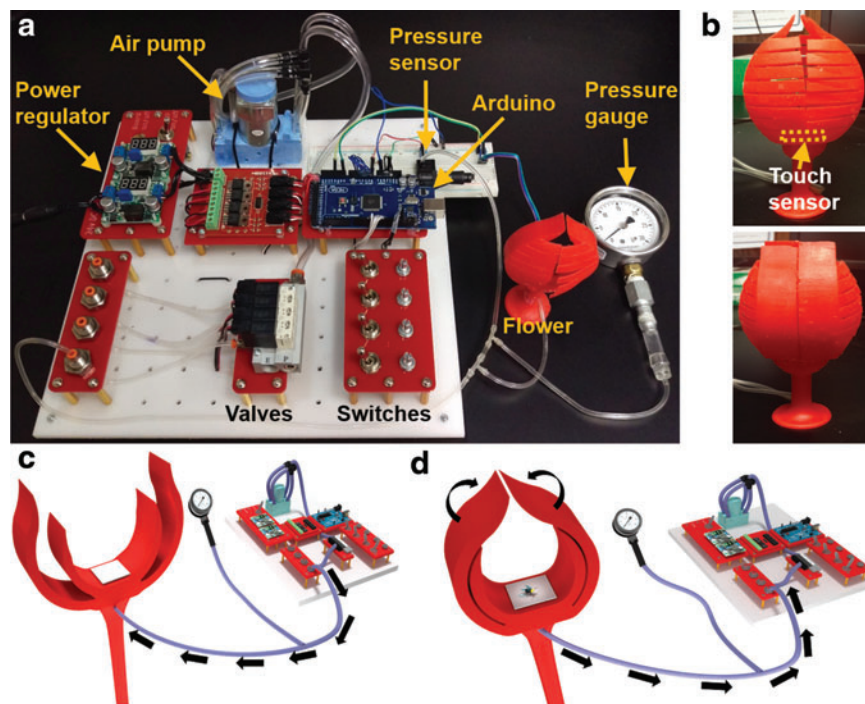 a
Air pump
Power
regulator
Pressure
sensor
Arduino
Pressure
gauge
Flower
Valves
Switches
b
Touch
sensor
c
d